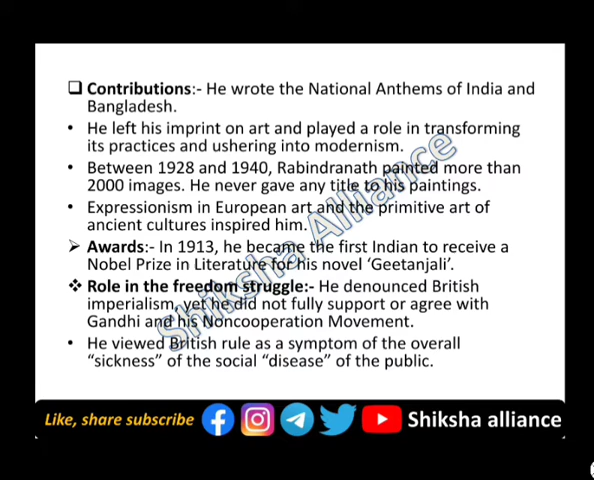 ❑ Contributions:- He wrote the National Anthems of India and
Bangladesh.
• He left his imprint on art and played a role in transforming
its practices and ushering into modernism.
• Between 1928 and 1940, Rabindranath painted more than
2000 images. He never gave any title to his paintings.
• Expressionism in European art and the primitive art of
ancient cultures inspired him.
➢ Awards:- In 1913, he became the first Indian to receive a
Nobel Prize in Literature for his novel ‘Geetanjali’.
❖ Role in the freedom struggle:- He denounced British
imperialism, yet he did not fully support or agree with
Gandhi and his Noncooperation Movement.
• He viewed British rule as a symptom of the overall
“sickness” of the social “disease” of the public.
Shiksha Alliance
Like, share subscribe Shiksha alliance